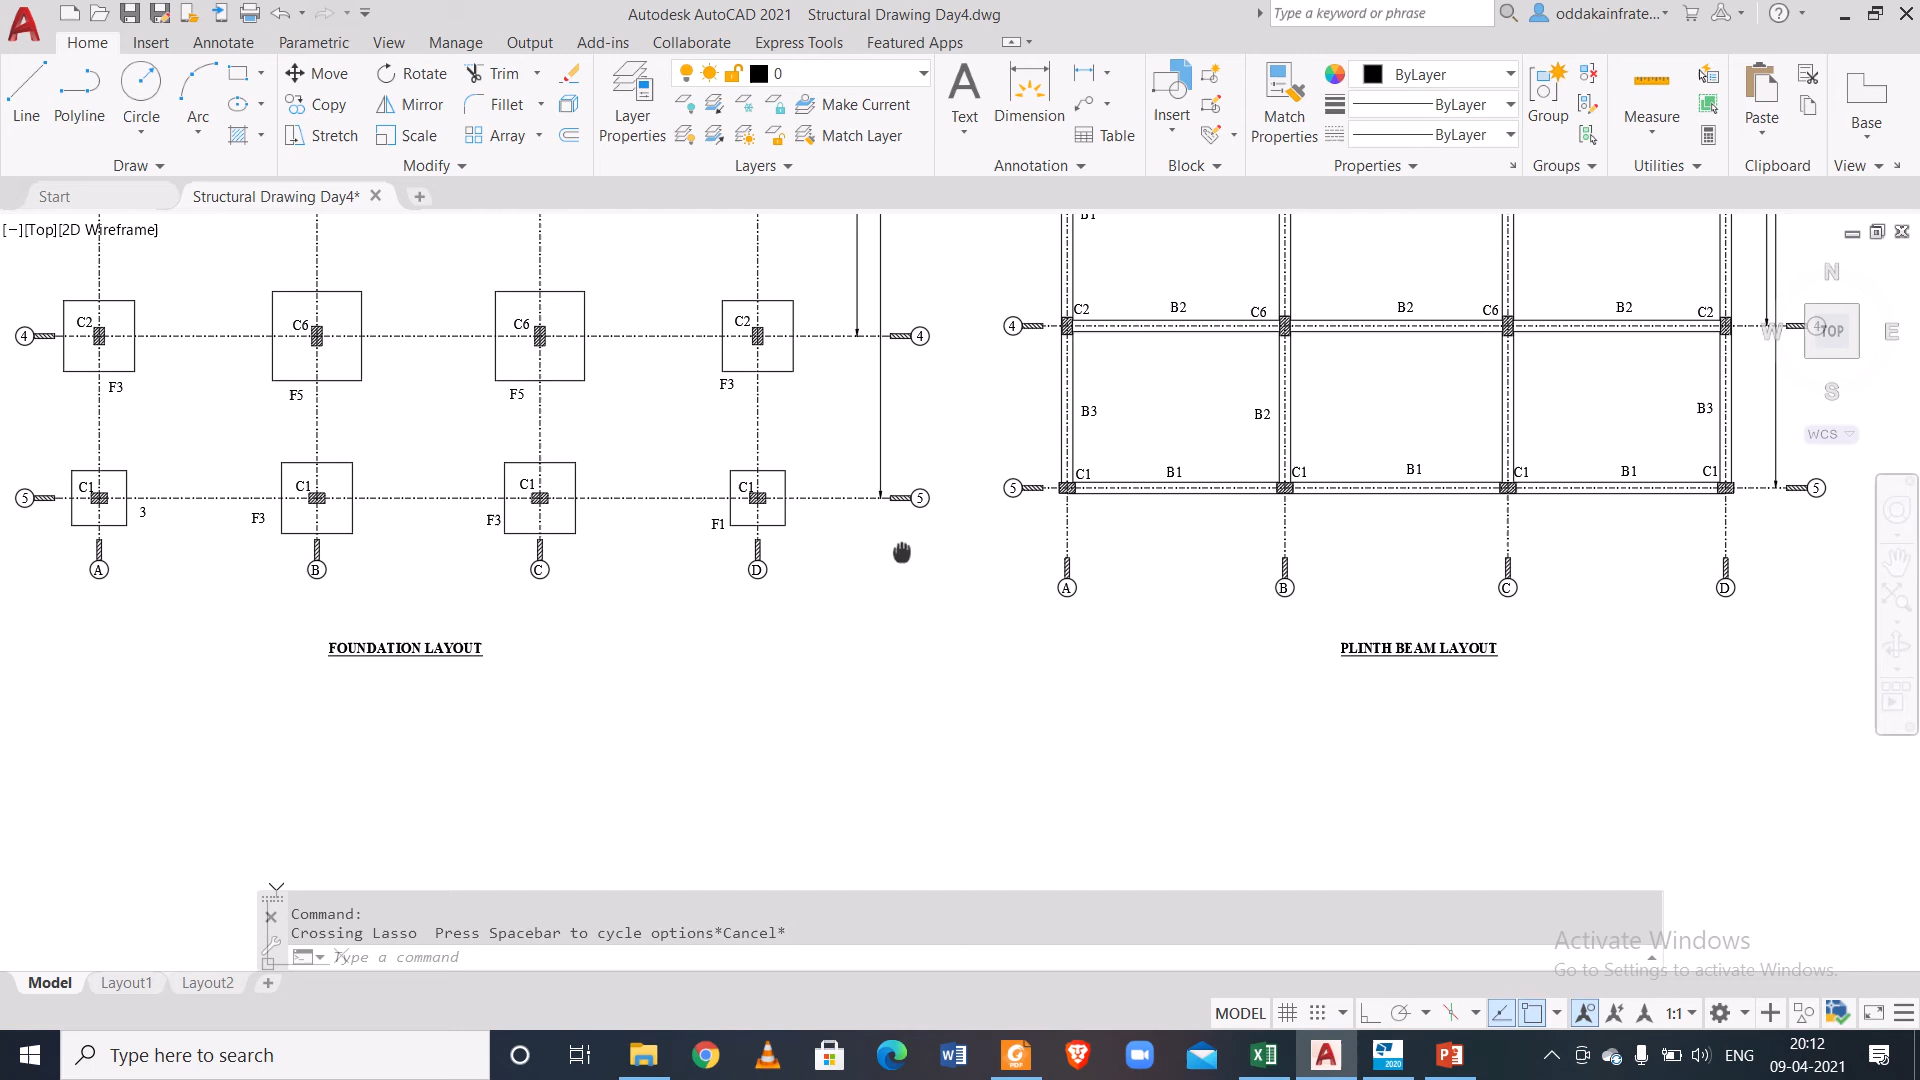 Autodesk AutoCAD 2021 Structural Drawing Day4.dwg
Type a keyword or phrase
oddakainfrate...
Home Insert Annotate Parametric View Manage Output Add-ins Collaborate Express Tools Featured Apps
Line Polyline Circle Arc
Move Rotate Trim
Copy Mirror Fillet
Stretch Scale Array
Layer Properties
0
Make Current
Match Layer
Text Dimension Table
Insert
Match Properties
ByLayer
ByLayer
ByLayer
Group Measure Paste Base
Draw Modify Layers Annotation Block Properties Groups Utilities Clipboard View
Start Structural Drawing Day4*
[−][Top][2D Wireframe]
B1
N
W TOP E
S
WCS
4 C2 C6 C6 C2 4
F3 F5 F5 F3
5 C1 C1 C1 C1 5
3 F3 F3 F1
A B C D
FOUNDATION LAYOUT
4 C2 B2 C6 B2 C6 B2 C2 4
B3 B2 B3
5 C1 B1 C1 B1 C1 B1 C1 5
A B C D
PLINTH BEAM LAYOUT
Command:
Crossing Lasso Press Spacebar to cycle options*Cancel*
Type a command
Activate Windows
Go to Settings to activate Windows.
Model Layout1 Layout2
MODEL 1:1
Type here to search
2020
ENG
20:12
09-04-2021